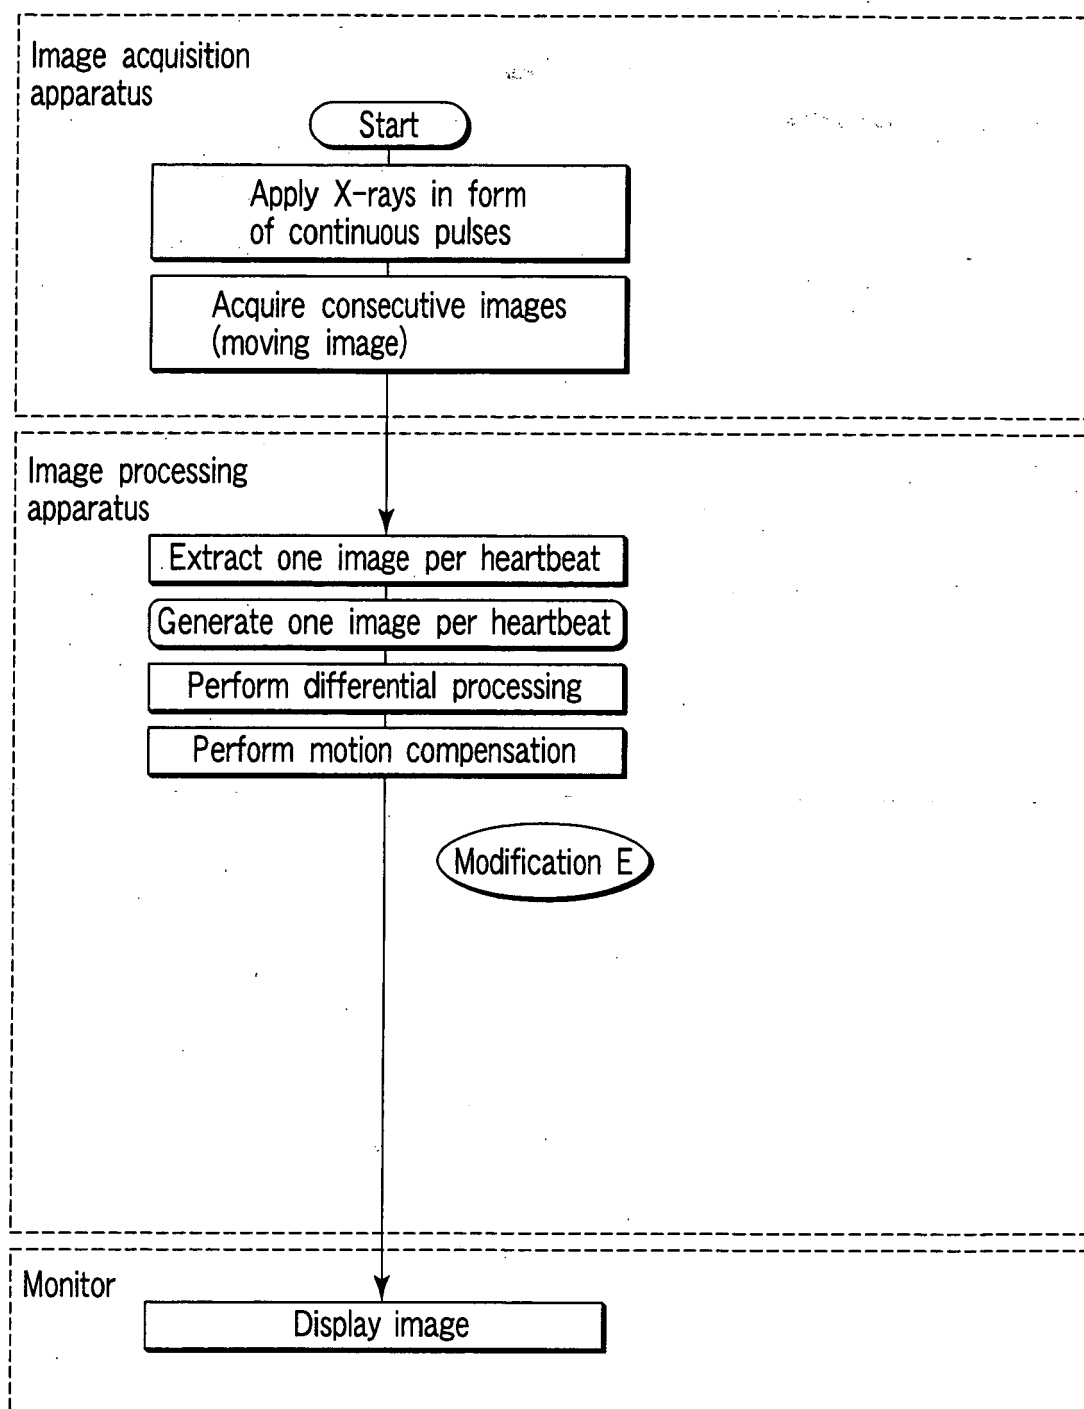 Image acquisition
apparatus
Start
Apply X-rays in form
of continuous pulses
Acquire consecutive images
(moving image)
Image processing
apparatus
Extract one image per heartbeat
Generate one image per heartbeat
Perform differential processing
Perform motion compensation
Modification E
Monitor
Display image